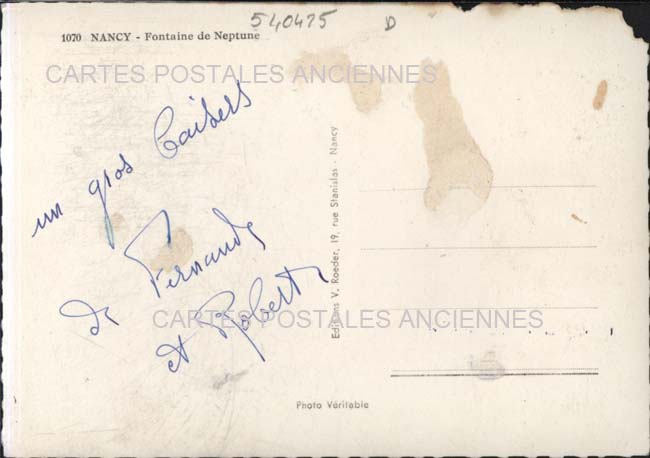 540475 D
1070 NANCY - Fontaine de Neptune
CARTES POSTALES ANCIENNES
un gros baisers
de Fernande
et Robert
Editions V. Roeder, 19, rue Stanislas - Nancy
CARTES POSTALES ANCIENNES
Photo Véritable